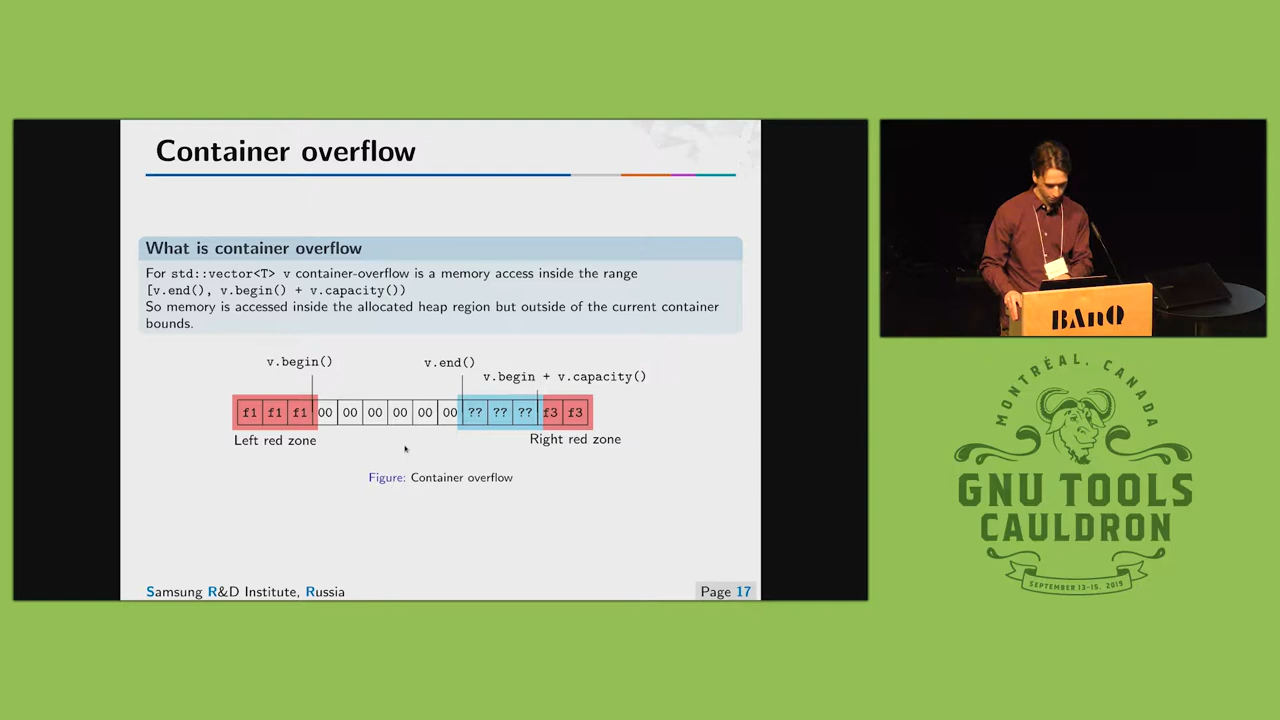 Container overflow
What is container overflow
For std::vector<T> v container-overflow is a memory access inside the range
[v.end(), v.begin() + v.capacity())
So memory is accessed inside the allocated heap region but outside of the current container
bounds.
v.begin()
v.end()
v.begin + v.capacity()
f1 f1 f1 00 00 00 00 00 00 ?? ?? ?? f3 f3
Left red zone
Right red zone
Figure: Container overflow
Samsung R&D Institute, Russia
Page 17
BAnQ
MONTRÉAL, CANADA
GNU TOOLS
CAULDRON
SEPTEMBER 13-15, 2019